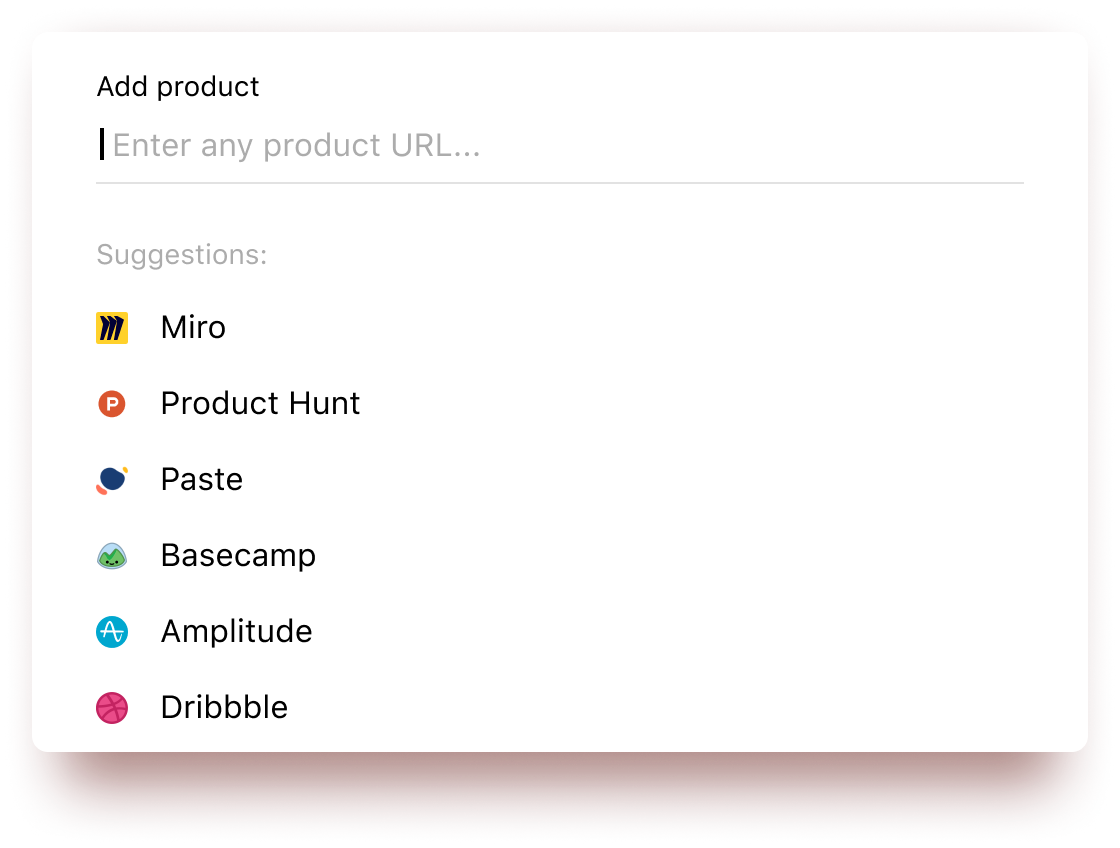 Add product
Enter any product URL...
Suggestions:
Miro
P Product Hunt
Paste
Basecamp
Amplitude
Dribbble